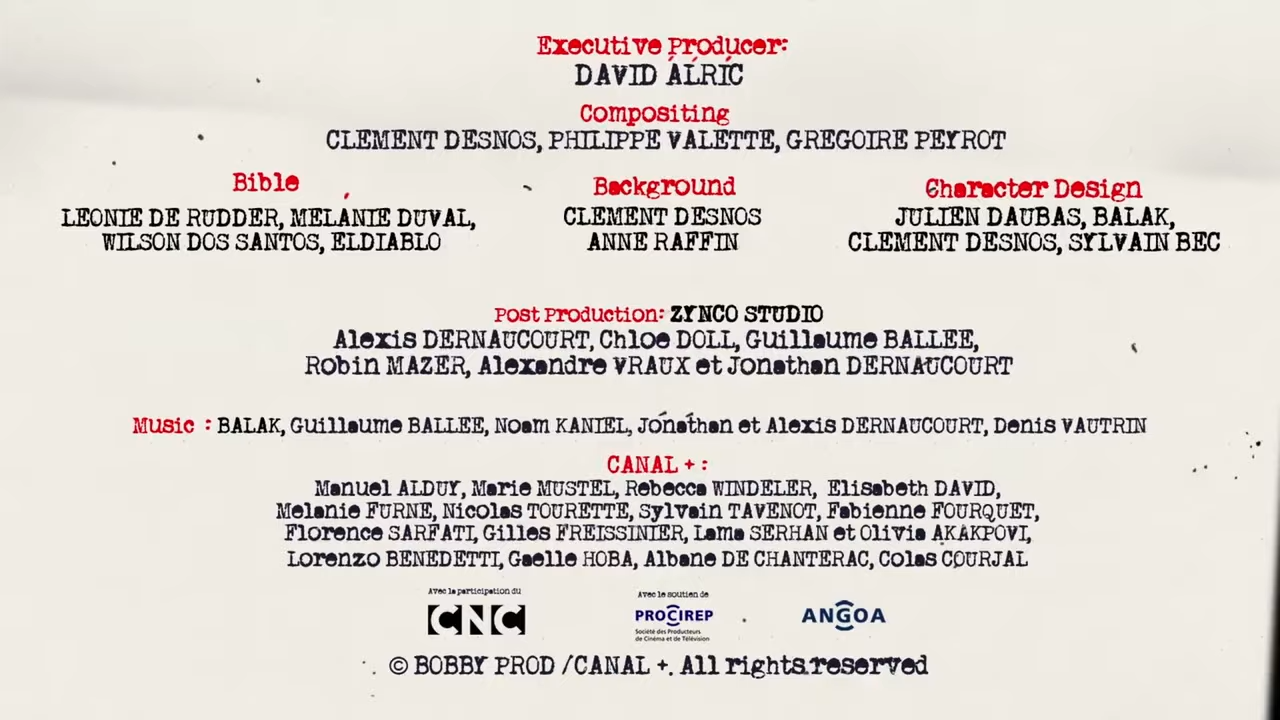 Executive Producer:
DAVID ALRIC
Compositing
CLEMENT DESNOS, PHILIPPE VALETTE, GREGOIRE PEYROT
Bible
LEONIE DE RUDDER, MELANIE DUVAL,
WILSON DOS SANTOS, ELDIABLO
Background
CLEMENT DESNOS
ANNE RAFFIN
Character Design
JULIEN DAUBAS, BALAK,
CLEMENT DESNOS, SYLVAIN BEC
Post Production: ZYNCO STUDIO
Alexis DERNAUCOURT, Chloe DOLL, Guillaume BALLEE,
Robin MAZER, Alexandre VRAUX et Jonathan DERNAUCOURT
Music : BALAK, Guillaume BALLEE, Noam KANIEL, Jonathan et Alexis DERNAUCOURT, Denis VAUTRIN
CANAL + :
Manuel ALDUY, Marie MUSTEL, Rebecca WINDELER, Elisabeth DAVID,
Melanie FURNE, Nicolas TOURETTE, Sylvain TAVENOT, Fabienne FOURQUET,
Florence SARFATI, Gilles FREISSINIER, Lama SERHAN et Olivia AKAKPOVI,
Lorenzo BENEDETTI, Gaelle HOBA, Albane DE CHANTERAC, Colas COURJAL
Avec la participation du
CNC
Avec le soutien de
PROCIREP
Société des Producteurs
de Cinéma et de Télévision
ANGOA
© BOBBY PROD /CANAL +. All rights reserved